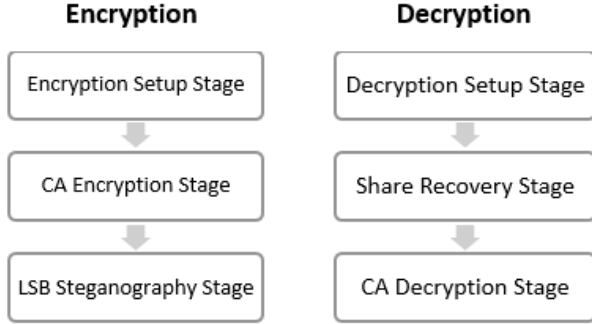 Encryption
Encryption Setup Stage
CA Encryption Stage
LSB Steganography Stage
Decryption
Decryption Setup Stage
Share Recovery Stage
CA Decryption Stage